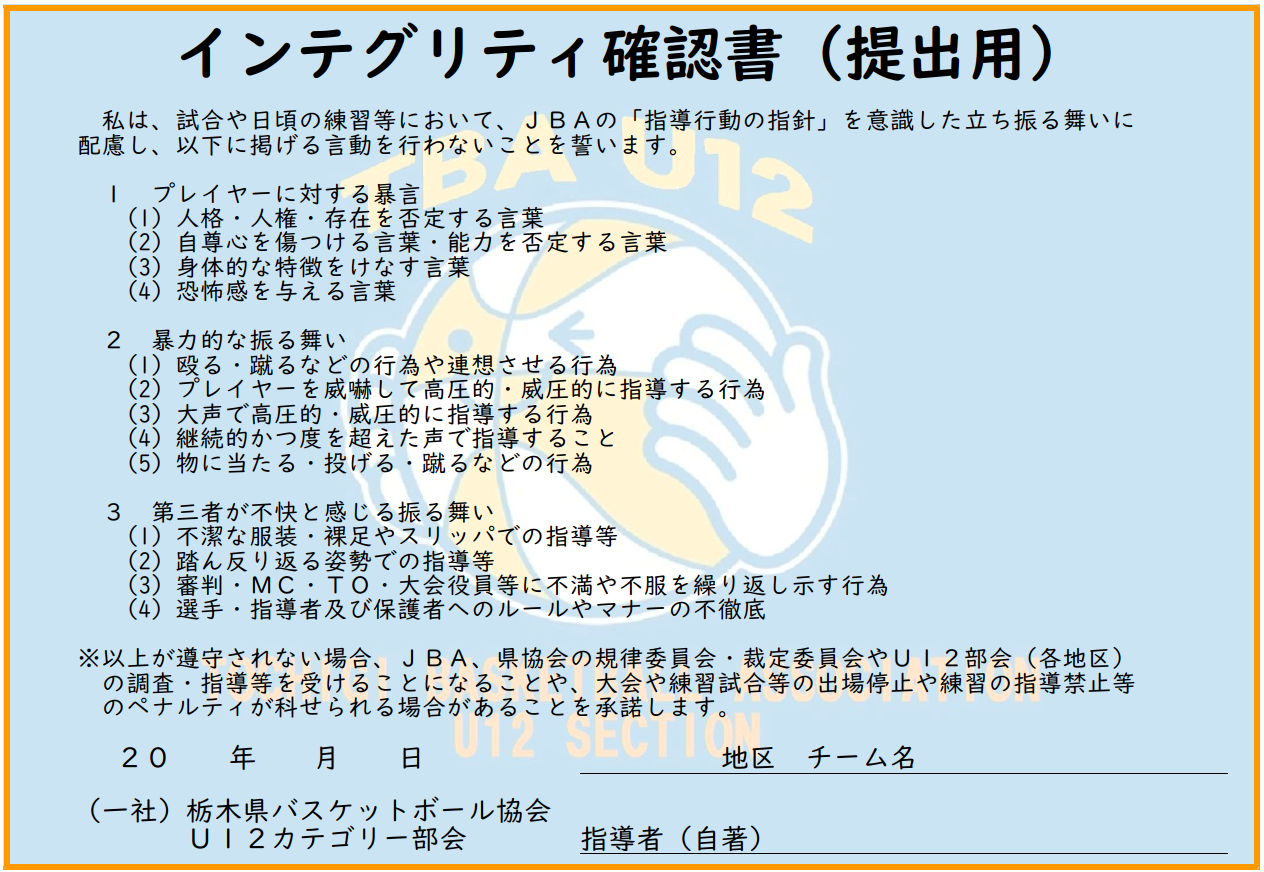 インテグリティ確認書（提出用）
私は、試合や日頃の練習等において、ＪＢＡの「指導行動の指針」を意識した立ち振る舞いに
配慮し、以下に掲げる言動を行わないことを誓います。
１　プレイヤーに対する暴言
（1）人格・人権・存在を否定する言葉
（2）自尊心を傷つける言葉・能力を否定する言葉
（3）身体的な特徴をけなす言葉
（4）恐怖感を与える言葉
２　暴力的な振る舞い
（1）殴る・蹴るなどの行為や連想させる行為
（2）プレイヤーを威嚇して高圧的・威圧的に指導する行為
（3）大声で高圧的・威圧的に指導する行為
（4）継続的かつ度を超えた声で指導すること
（5）物に当たる・投げる・蹴るなどの行為
３　第三者が不快と感じる振る舞い
（1）不潔な服装・裸足やスリッパでの指導等
（2）踏ん反り返る姿勢での指導等
（3）審判・ＭＣ・ＴＯ・大会役員等に不満や不服を繰り返し示す行為
（4）選手・指導者及び保護者へのルールやマナーの不徹底
※以上が遵守されない場合、ＪＢＡ、県協会の規律委員会・裁定委員会やＵ１２部会（各地区）
の調査・指導等を受けることになることや、大会や練習試合等の出場停止や練習の指導禁止等
のペナルティが科せられる場合があることを承諾します。
２０　　年　　月　　日
地区　チーム名
（一社）栃木県バスケットボール協会
Ｕ１２カテゴリー部会
指導者（自著）
TBA U12
TOCHIGI BASKETBALL ASSOCIATION
U12 SECTION